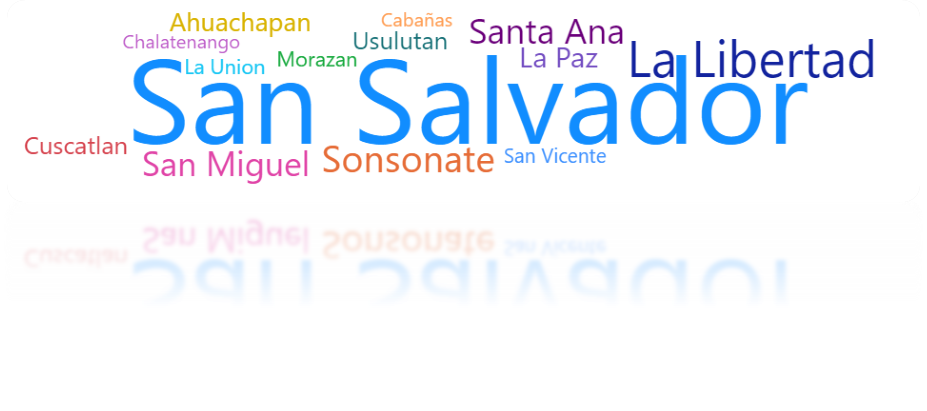 Cabañas
Ahuachapan
Santa Ana
Chalatenango
Usulutan
La Libertad
La Paz
Morazan
La Union
San Salvador
Cuscatlan
San Miguel
Sonsonate
San Vicente